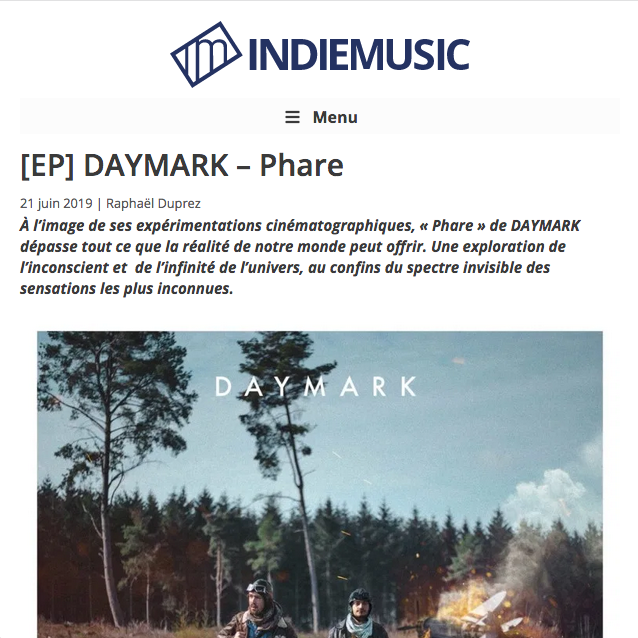 INDIEMUSIC
Menu
[EP] DAYMARK – Phare
21 juin 2019 | Raphaël Duprez
À l’image de ses expérimentations cinématographiques, « Phare » de DAYMARK
dépasse tout ce que la réalité de notre monde peut offrir. Une exploration de
l’inconscient et  de l’infinité de l’univers, au confins du spectre invisible des
sensations les plus inconnues.
DAYMARK